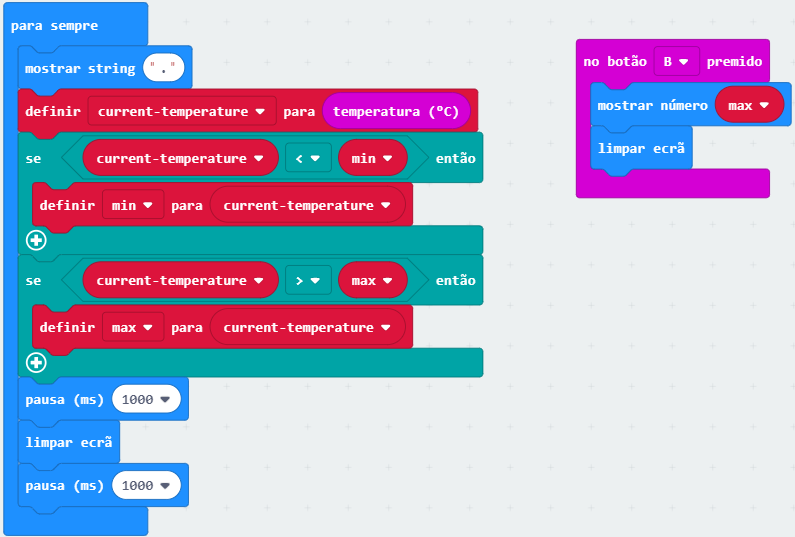 para sempre
mostrar string "."
definir current-temperature para temperatura (°C)
se current-temperature < min então
definir min para current-temperature
se current-temperature > max então
definir max para current-temperature
pausa (ms) 1000
limpar ecrã
pausa (ms) 1000
no botão B premido
mostrar número max
limpar ecrã